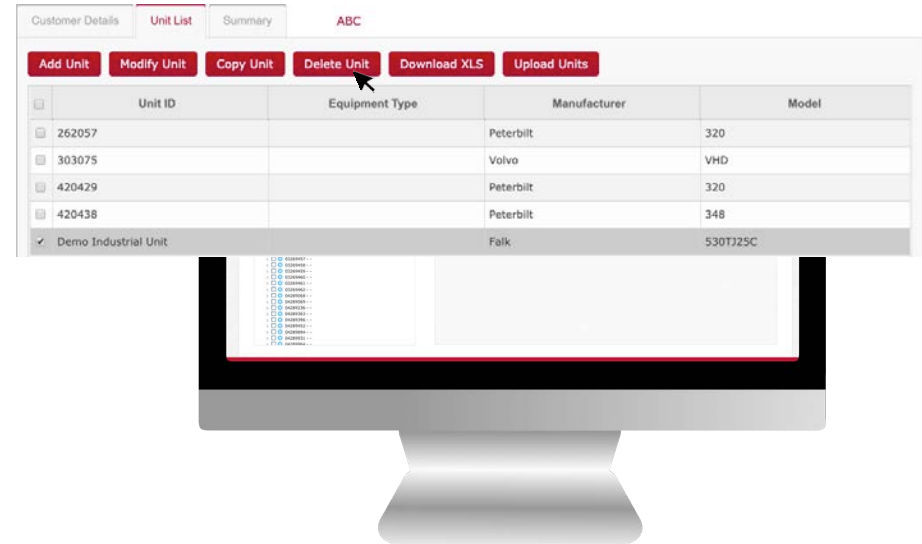 Customer Details Unit List Summary ABC
Add Unit Modify Unit Copy Unit Delete Unit Download XLS Upload Units
Unit ID Equipment Type Manufacturer Model
262057 Peterbilt 320
303075 Volvo VHD
420429 Peterbilt 320
420438 Peterbilt 348
Demo Industrial Unit Falk 530TJ25C